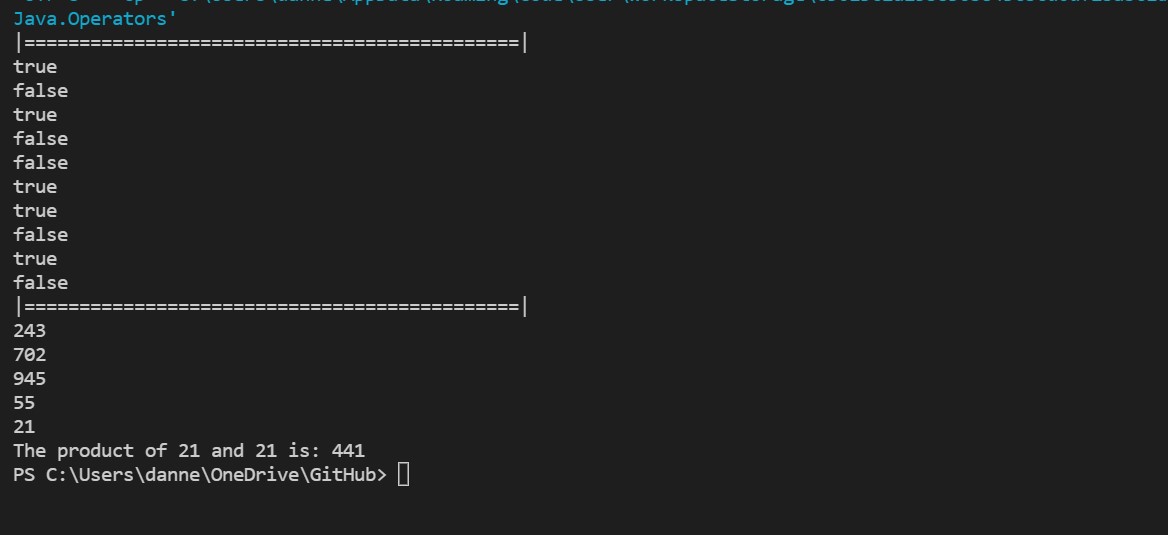 Java.Operators'
|=============================================|
true
false
true
false
false
true
true
false
true
false
|=============================================|
243
702
945
55
21
The product of 21 and 21 is: 441
PS C:\Users\danne\OneDrive\GitHub>